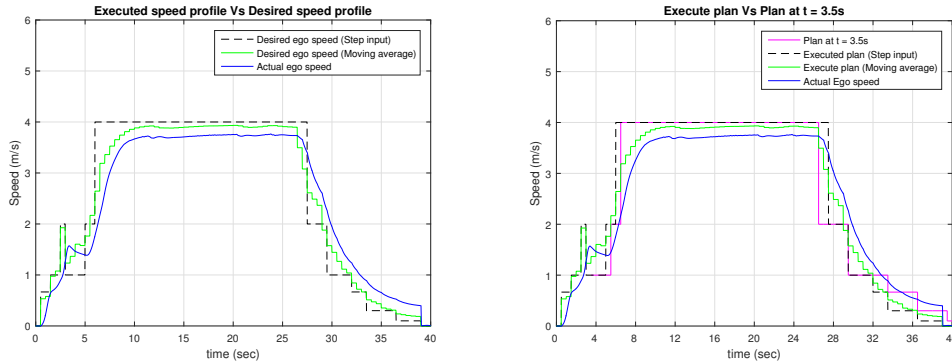 Executed speed profile Vs Desired speed profile
Speed (m/s)
6
5
4
3
2
1
0
Desired ego speed (Step input)
Desired ego speed (Moving average)
Actual ego speed
0 5 10 15 20 25 30 35 40
time (sec)
Execute plan Vs Plan at t = 3.5s
Speed (m/s)
6
5
4
3
2
1
0
Plan at t = 3.5s
Executed plan (Step input)
Execute plan (Moving average)
Actual Ego speed
0 4 8 12 16 20 24 28 32 36
time (sec)